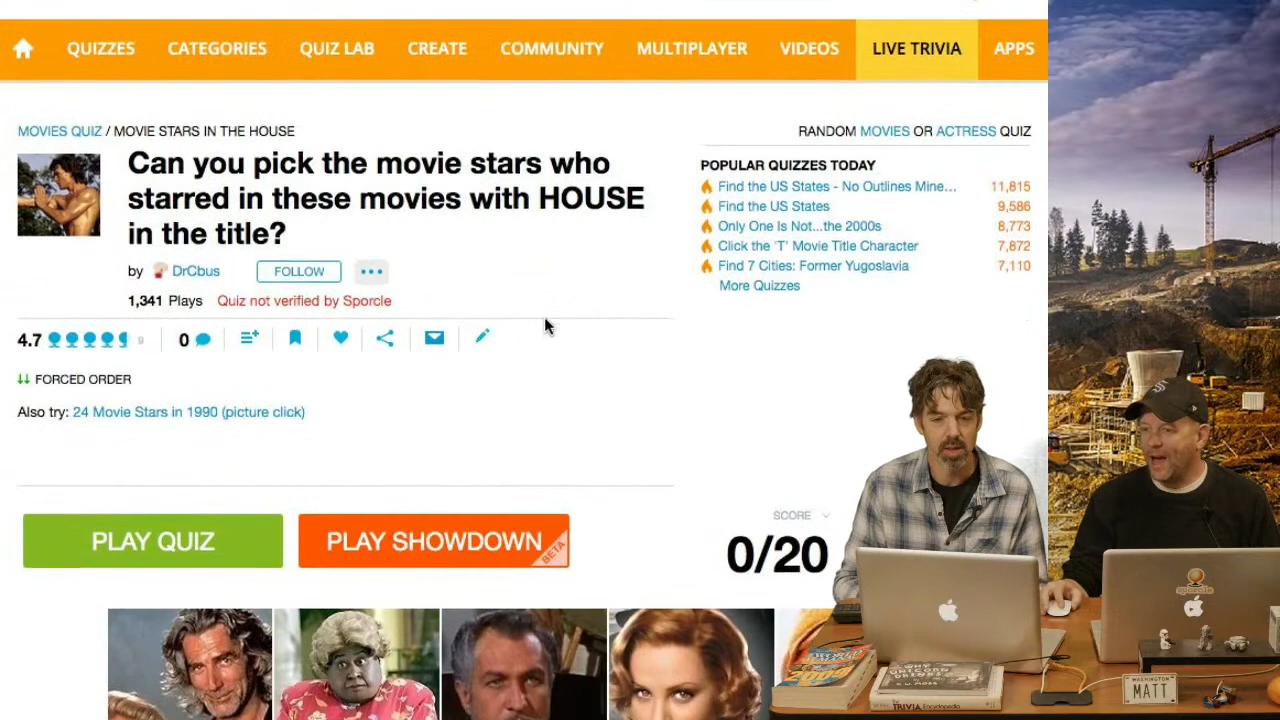 QUIZZES CATEGORIES QUIZ LAB CREATE COMMUNITY MULTIPLAYER VIDEOS LIVE TRIVIA APPS
MOVIES QUIZ / MOVIE STARS IN THE HOUSE
RANDOM MOVIES OR ACTRESS QUIZ
Can you pick the movie stars who
starred in these movies with HOUSE
in the title?
by DrCbus FOLLOW
1,341 Plays Quiz not verified by Sporcle
POPULAR QUIZZES TODAY
Find the US States - No Outlines Mine... 11,815
Find the US States 9,586
Only One Is Not...the 2000s 8,773
Click the 'T' Movie Title Character 7,872
Find 7 Cities: Former Yugoslavia 7,110
More Quizzes
4.7 9 0
FORCED ORDER
Also try: 24 Movie Stars in 1990 (picture click)
PLAY QUIZ
PLAY SHOWDOWN
BETA
SCORE
0/20
sporcle
2009
TRIVIA Encyclopedia
WASHINGTON
MATT